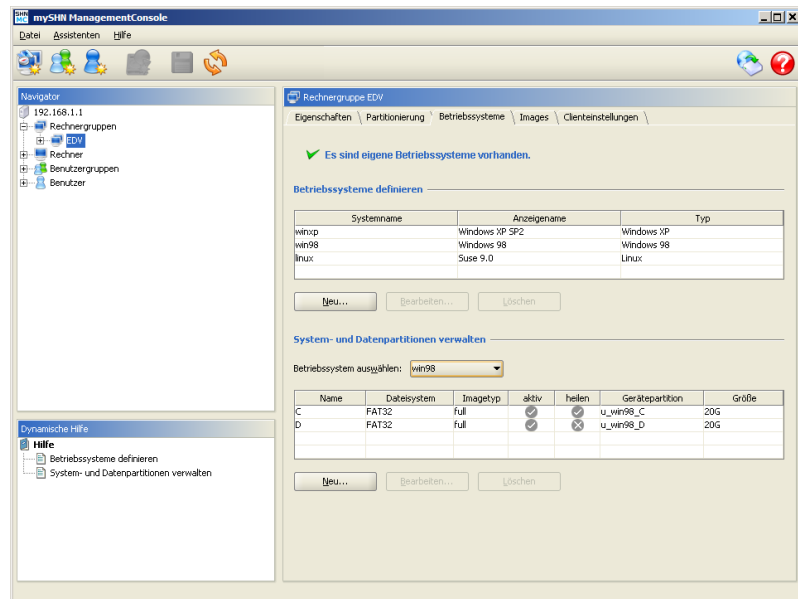 SHN MC mySHN ManagementConsole
Datei Assistenten Hilfe
Navigator
192.168.1.1
Rechnergruppen
EDV
Rechner
Benutzergruppen
Benutzer
Dynamische Hilfe
Hilfe
Betriebssysteme definieren
System- und Datenpartitionen verwalten
Rechnergruppe EDV
Eigenschaften \ Partitionierung \ Betriebssysteme \ Images \ Clienteinstellungen \
Es sind eigene Betriebssysteme vorhanden.
Betriebssysteme definieren
Systemname Anzeigename Typ
winxp Windows XP SP2 Windows XP
win98 Windows 98 Windows 98
linux Suse 9.0 Linux
Neu... Bearbeiten... Löschen
System- und Datenpartitionen verwalten
Betriebssystem auswählen: win98
Name Dateisystem Imagetyp aktiv heilen Gerätepartition Größe
C FAT32 full u_win98_C 20G
D FAT32 full u_win98_D 20G
Neu... Bearbeiten... Löschen